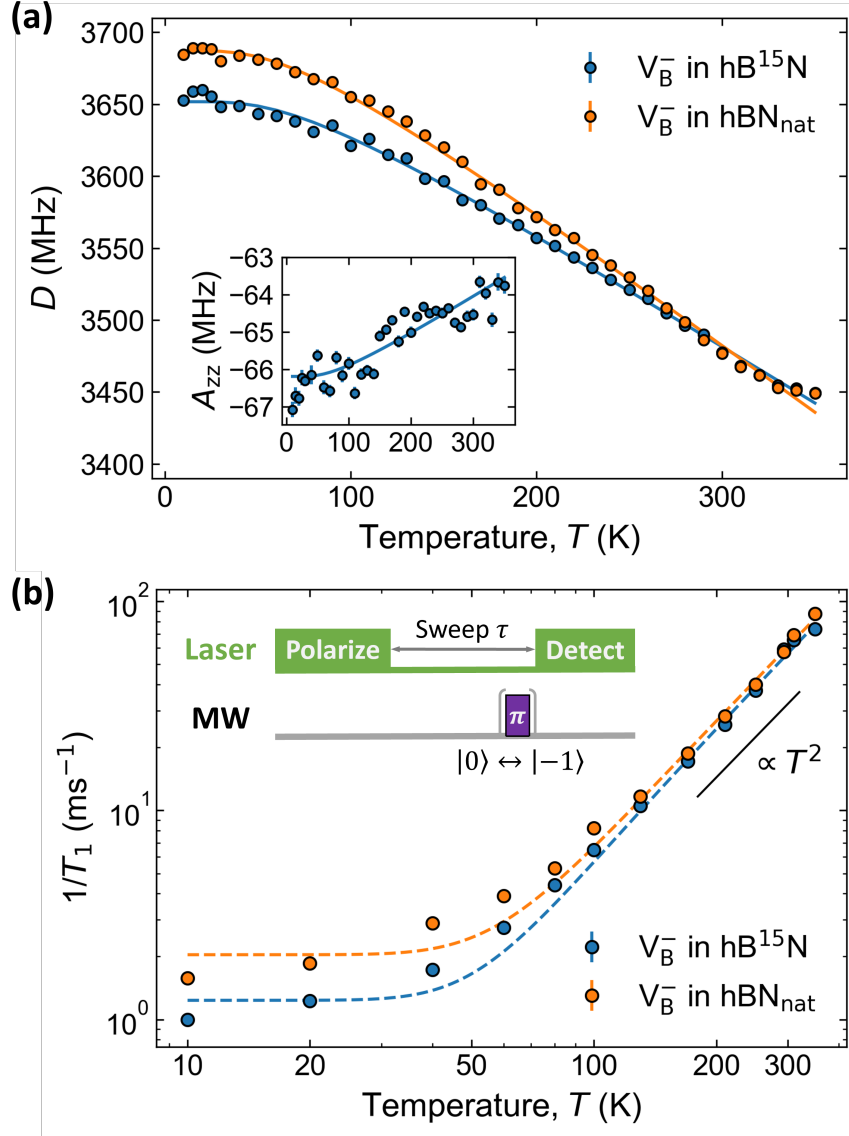 (a)
3700
3650
3600
3550
3500
3450
3400
D (MHz)
V_B^- in hB^15N
V_B^- in hBN_nat
−63
−64
−65
−66
−67
A_zz (MHz)
0 100 200 300
0 100 200 300
Temperature, T (K)
(b)
10^2
10^1
10^0
1/T_1 (ms^−1)
Laser Polarize Sweep τ Detect
MW π
|0⟩ ↔ |−1⟩
∝ T^2
V_B^- in hB^15N
V_B^- in hBN_nat
10 20 50 100 200 300
Temperature, T (K)